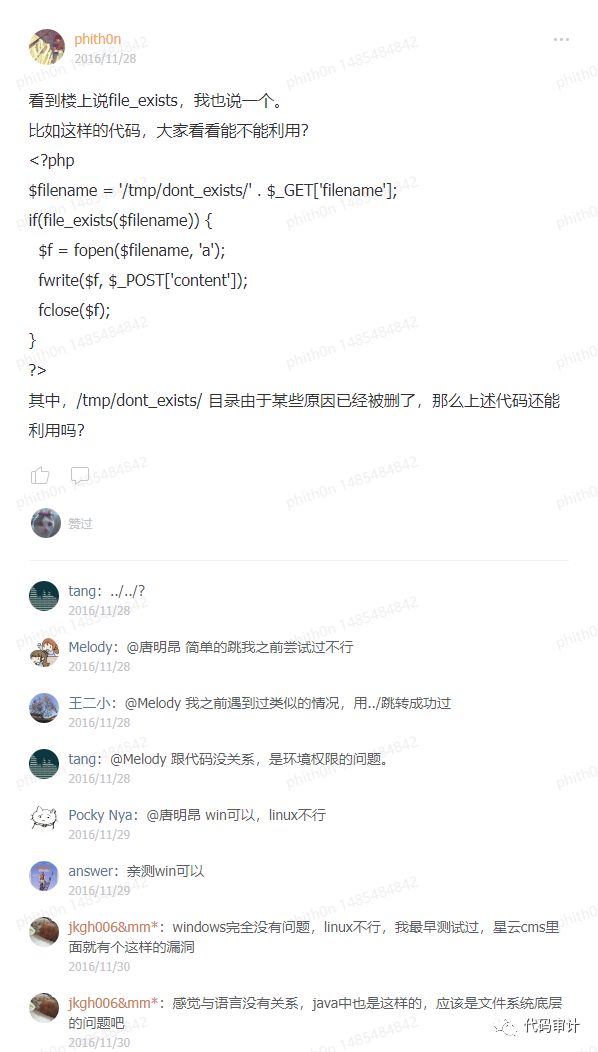 phith0n
2016/11/28
看到楼上说file_exists，我也说一个。
比如这样的代码，大家看看能不能利用？
<?php
$filename = '/tmp/dont_exists/' . $_GET['filename'];
if(file_exists($filename)) {
$f = fopen($filename, 'a');
fwrite($f, $_POST['content']);
fclose($f);
}
?>
其中，/tmp/dont_exists/ 目录由于某些原因已经被删了，那么上述代码还能
利用吗？
赞过
tang：../../?
2016/11/28
Melody：@唐明昂 简单的跳我之前尝试过不行
2016/11/28
王二小：@Melody 我之前遇到过类似的情况，用../跳转成功过
2016/11/28
tang：@Melody 跟代码没关系，是环境权限的问题。
2016/11/28
Pocky Nya：@唐明昂 win可以，linux不行
2016/11/29
answer：亲测win可以
2016/11/29
jkgh006&mm*：windows完全没有问题，linux不行，我最早测试过，星云cms里
面就有个这样的漏洞
2016/11/30
jkgh006&mm*：感觉与语言没有关系，java中也是这样的，应该是文件系统底层
的问题吧
2016/11/30
代码审计
phith0n 1485484842